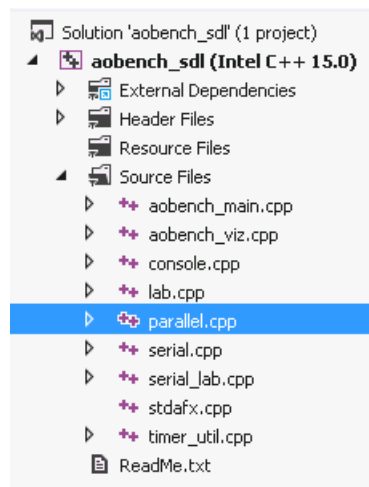 Solution 'aobench_sdl' (1 project)
aobench_sdl (Intel C++ 15.0)
External Dependencies
Header Files
Resource Files
Source Files
aobench_main.cpp
aobench_viz.cpp
console.cpp
lab.cpp
parallel.cpp
serial.cpp
serial_lab.cpp
stdafx.cpp
timer_util.cpp
ReadMe.txt